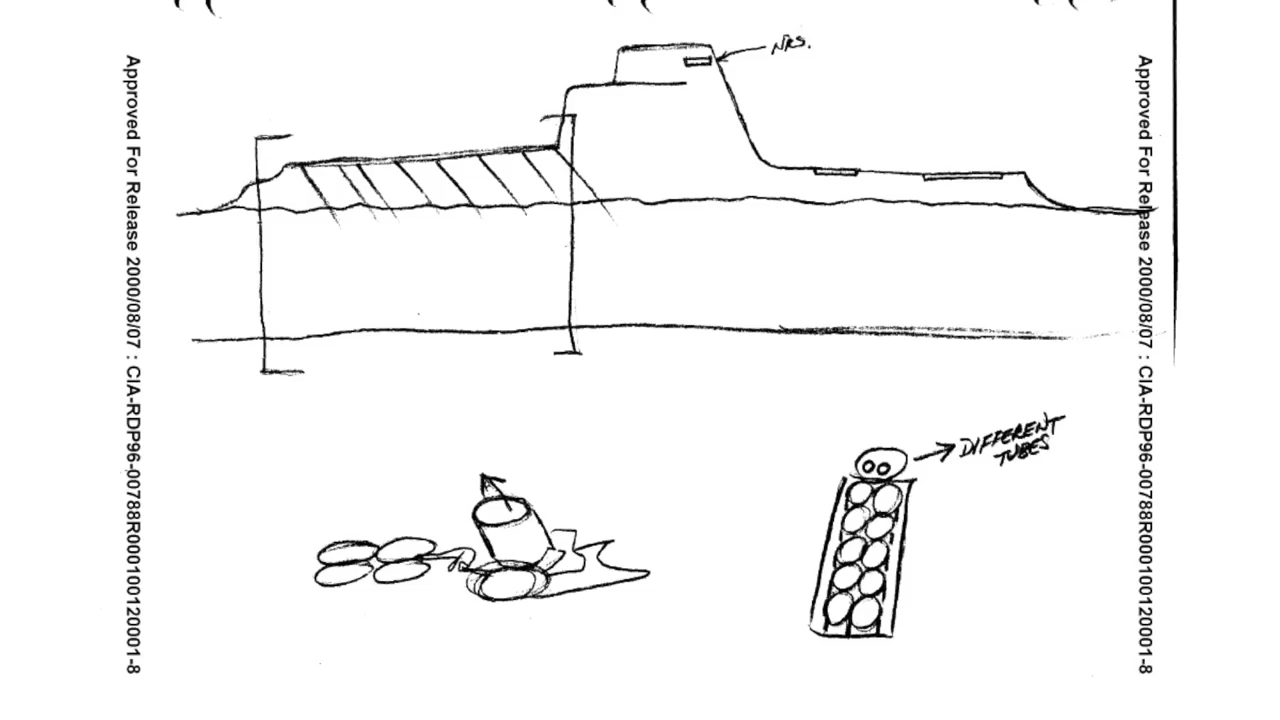 NRS.
Approved For Release 2000/08/07 : CIA-RDP96-00788R000100120001-8
Approved For Release 2000/08/07 : CIA-RDP96-00788R000100120001-8
DIFFERENT
TUBES